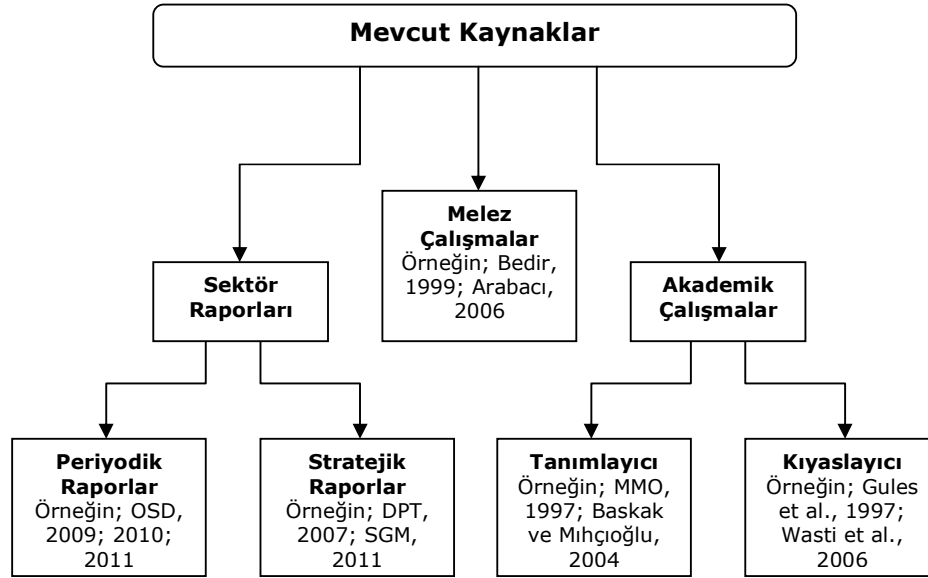 Mevcut Kaynaklar
Melez
Çalışmalar
Örneğin; Bedir,
1999; Arabacı,
2006
Sektör
Raporları
Akademik
Çalışmalar
Periyodik
Raporlar
Örneğin; OSD,
2009; 2010;
2011
Stratejik
Raporlar
Örneğin; DPT,
2007; SGM,
2011
Tanımlayıcı
Örneğin; MMO,
1997; Baskak
ve Mıhçıoğlu,
2004
Kıyaslayıcı
Örneğin; Gules
et al., 1997;
Wasti et al.,
2006